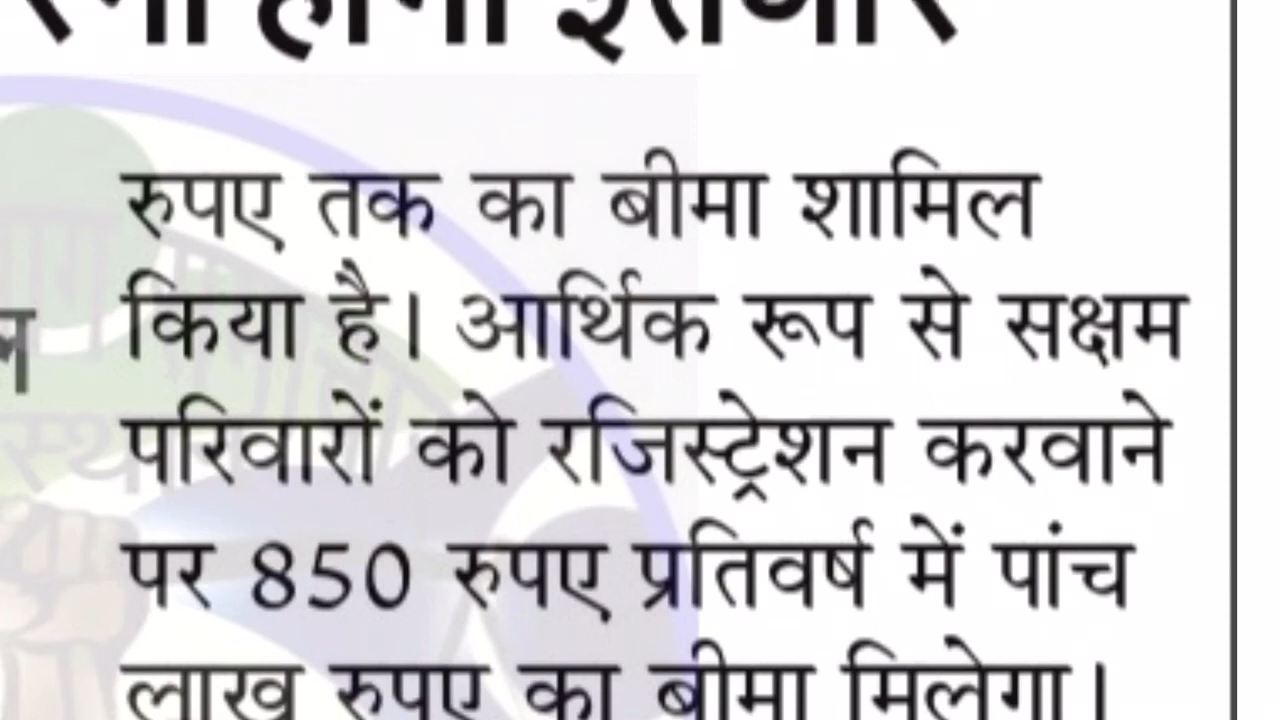 रुपए तक का बीमा शामिल
किया है। आर्थिक रूप से सक्षम
परिवारों को रजिस्ट्रेशन करवाने
पर 850 रुपए प्रतिवर्ष में पांच
लाख रुपए का बीमा मिलेगा।